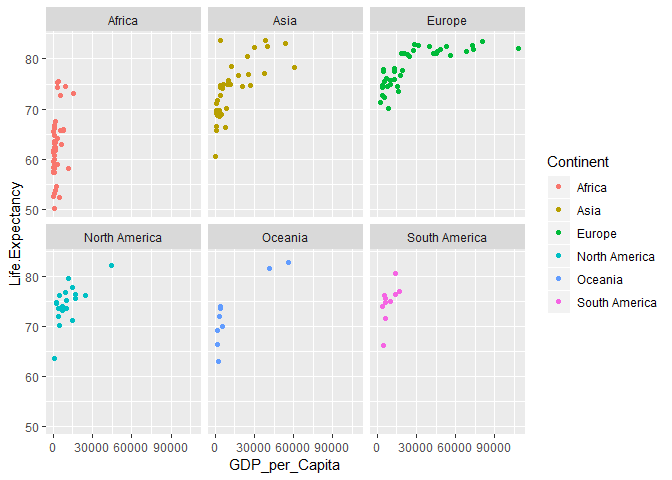 Africa
Asia
Europe
80
70
60
50
North America
Oceania
South America
80
70
60
50
0
30000
60000
90000
0
30000
60000
90000
0
30000
60000
90000
GDP_per_Capita
Life.Expectancy
Continent
Africa
Asia
Europe
North America
Oceania
South America